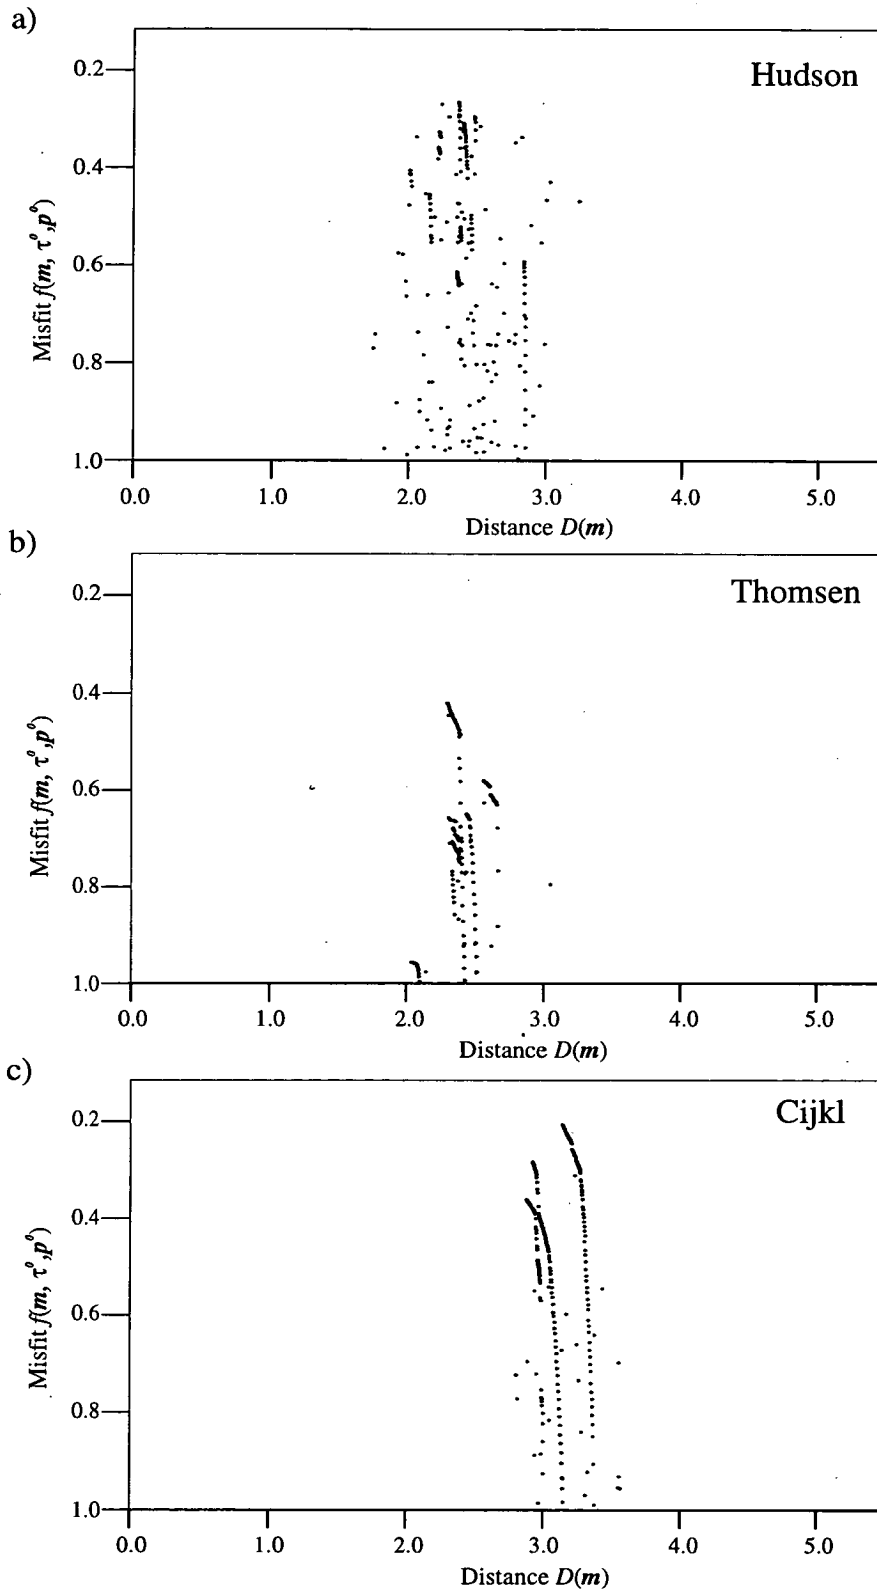 a)
Hudson
0.2
0.4
0.6
0.8
1.0
Misfit f(m, τ⁰, p⁰)
0.0 1.0 2.0 3.0 4.0 5.0
Distance D(m)
b)
Thomsen
0.2
0.4
0.6
0.8
1.0
Misfit f(m, τ⁰, p⁰)
0.0 1.0 2.0 3.0 4.0 5.0
Distance D(m)
c)
Cijkl
0.2
0.4
0.6
0.8
1.0
Misfit f(m, τ⁰, p⁰)
0.0 1.0 2.0 3.0 4.0 5.0
Distance D(m)